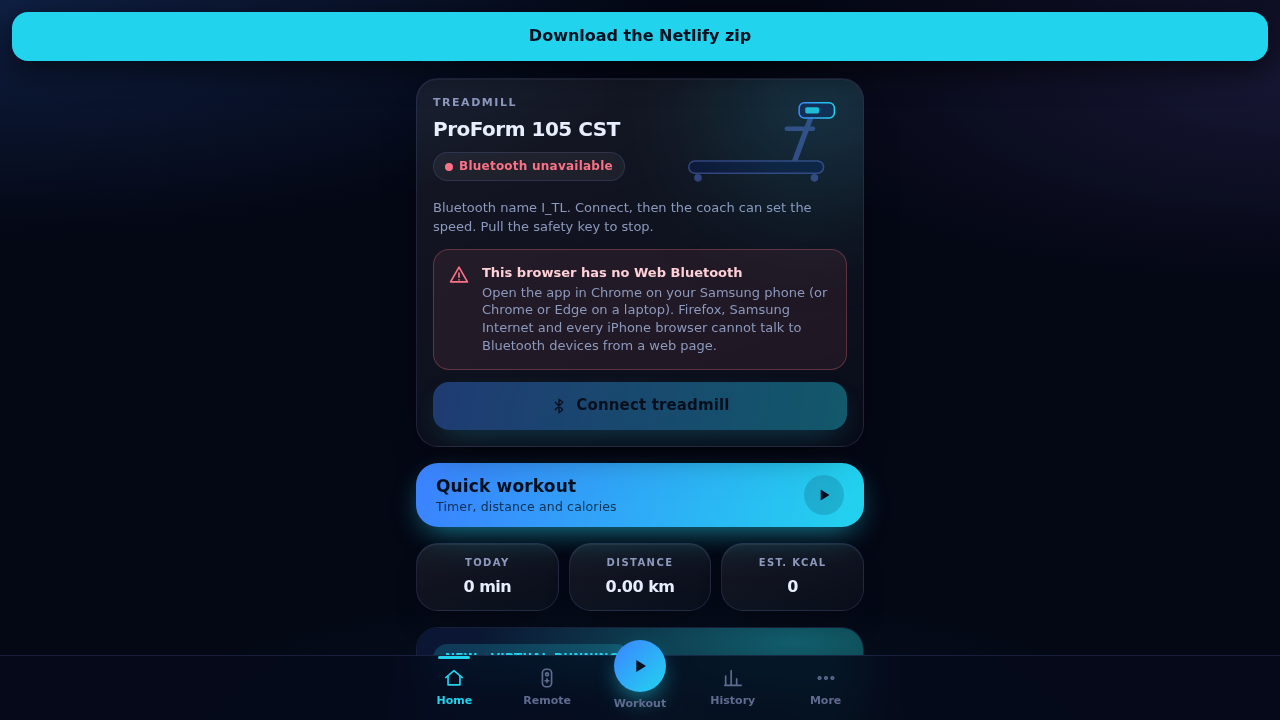 Download the Netlify zip
TREADMILL
ProForm 105 CST
Bluetooth unavailable
Bluetooth name I_TL. Connect, then the coach can set the
speed. Pull the safety key to stop.
This browser has no Web Bluetooth
Open the app in Chrome on your Samsung phone (or
Chrome or Edge on a laptop). Firefox, Samsung
Internet and every iPhone browser cannot talk to
Bluetooth devices from a web page.
Connect treadmill
Quick workout
Timer, distance and calories
TODAY
0 min
DISTANCE
0.00 km
EST. KCAL
0
Home
Remote
Workout
History
More